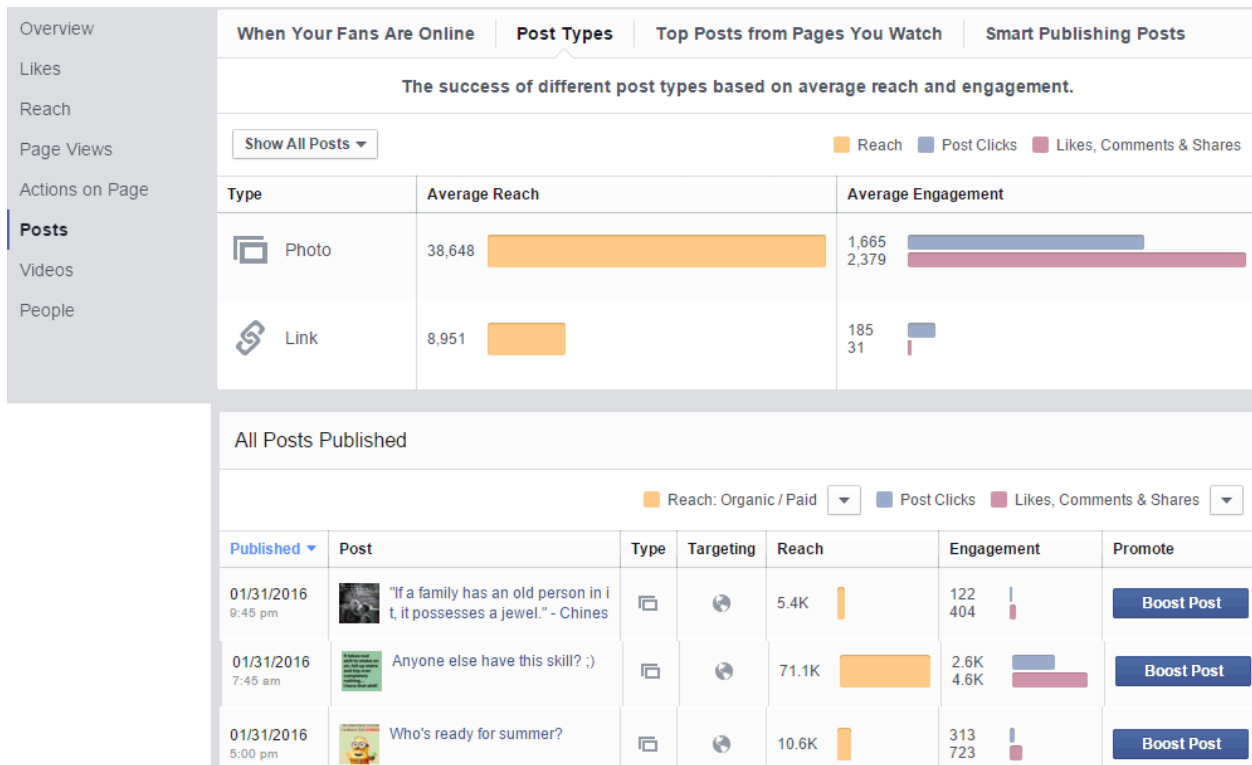 Overview
Likes
Reach
Page Views
Actions on Page
Posts
Videos
People
When Your Fans Are Online Post Types Top Posts from Pages You Watch Smart Publishing Posts
The success of different post types based on average reach and engagement.
Show All Posts Reach Post Clicks Likes, Comments & Shares
Type Average Reach Average Engagement
Photo 38,648 1,665
2,379
Link 8,951 185
31
All Posts Published
Reach: Organic / Paid Post Clicks Likes, Comments & Shares
Published Post Type Targeting Reach Engagement Promote
01/31/2016 "If a family has an old person in i 5.4K 122 Boost Post
9:45 pm t, it possesses a jewel." - Chines 404
01/31/2016 Anyone else have this skill? ;) 71.1K 2.6K Boost Post
7:45 am 4.6K
01/31/2016 Who's ready for summer? 10.6K 313 Boost Post
5:00 pm 723